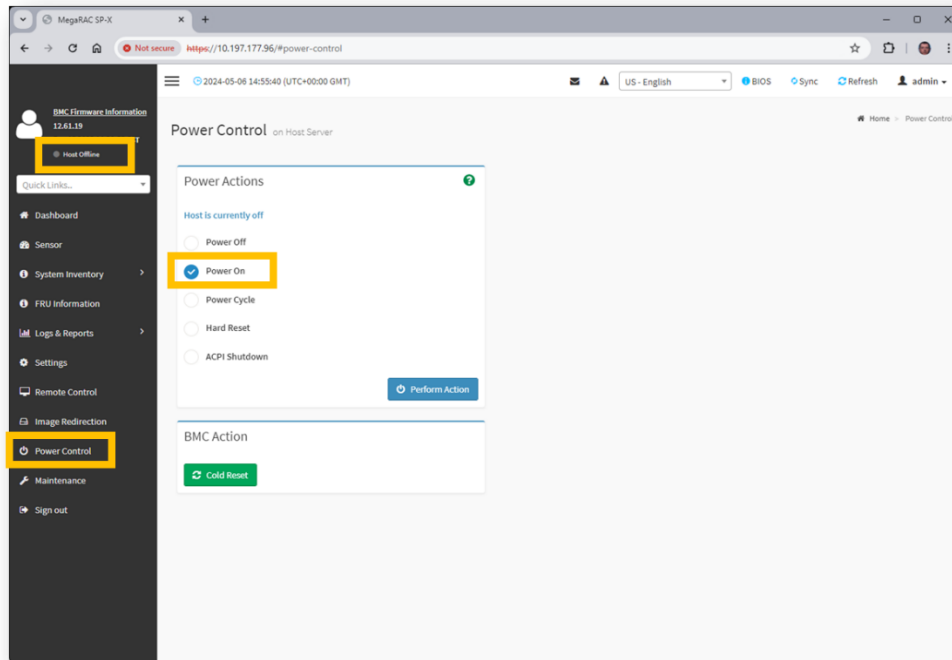 MegaRAC SP-X
Not secure https://10.197.177.96/#power-control
2024-05-06 14:55:40 (UTC+00:00 GMT)
US - English
BIOS
Sync
Refresh
admin
BMC Firmware Information
12.61.19
T
Host Offline
Quick Links...
Dashboard
Sensor
System Inventory
FRU Information
Logs & Reports
Settings
Remote Control
Image Redirection
Power Control
Maintenance
Sign out
Power Control on Host Server
Home > Power Control
Power Actions
Host is currently off
Power Off
Power On
Power Cycle
Hard Reset
ACPI Shutdown
Perform Action
BMC Action
Cold Reset